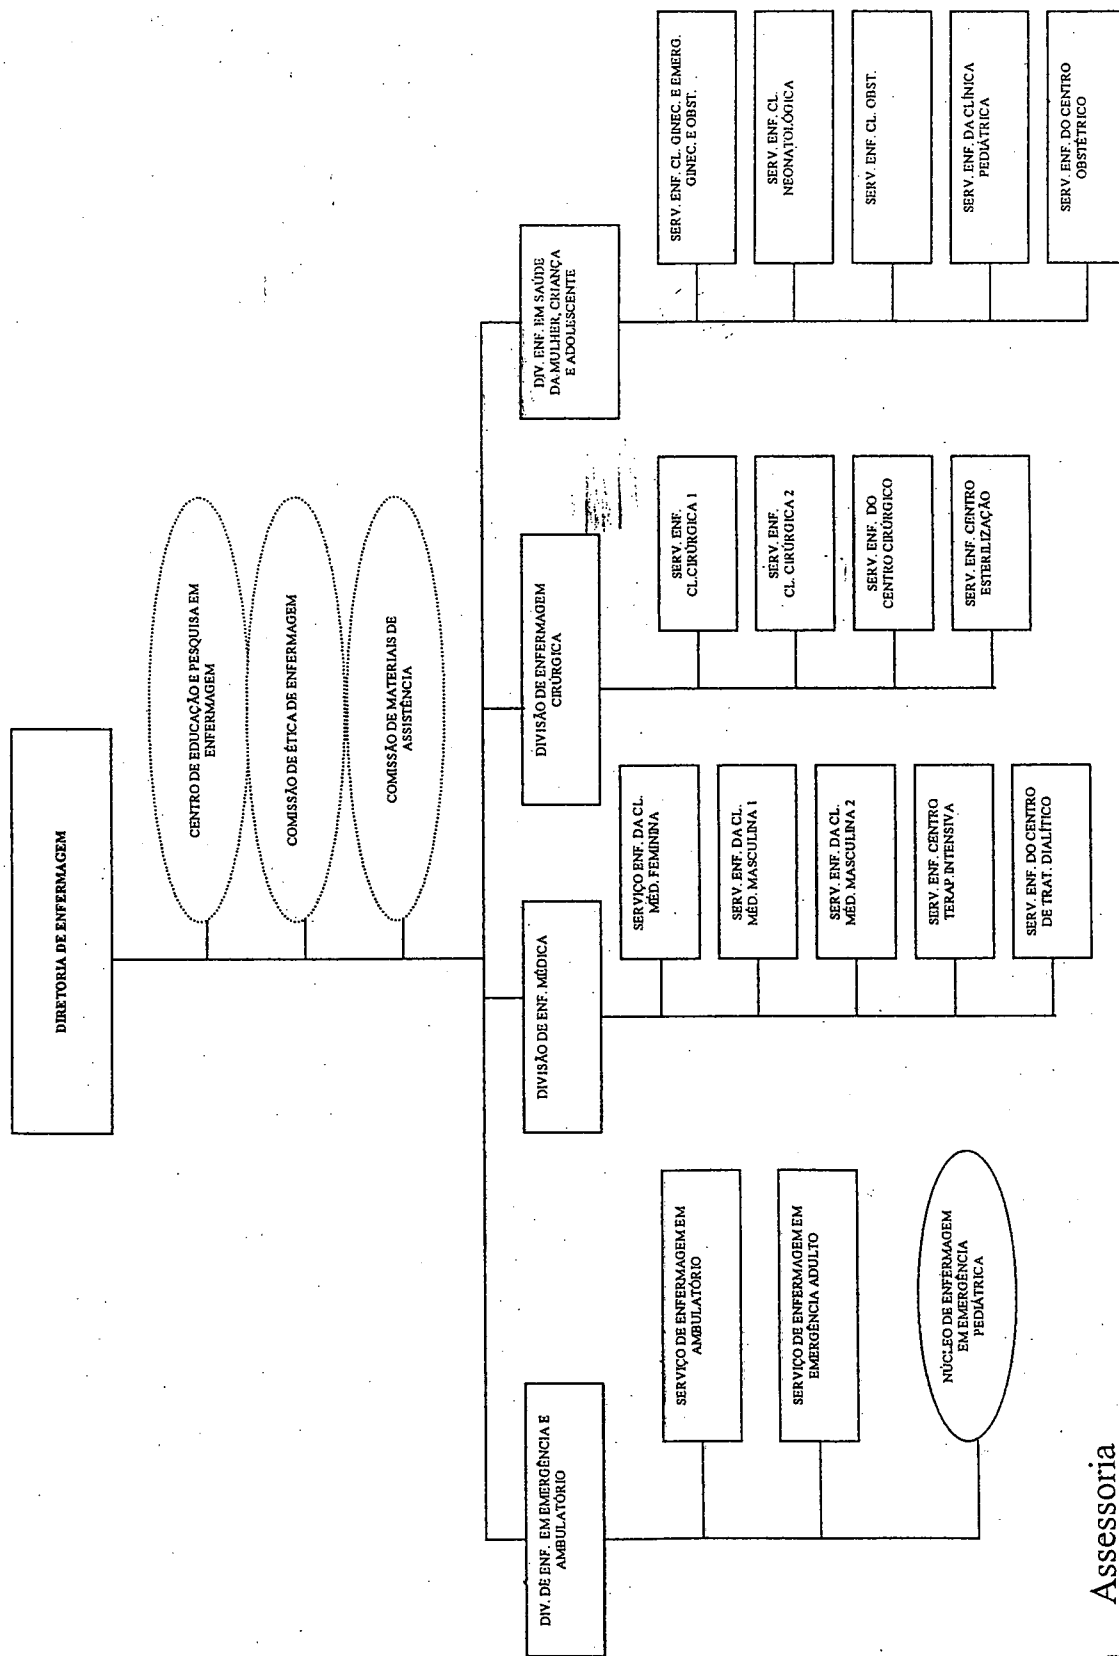 DIRETORIA DE ENFERMAGEM
CENTRO DE EDUCAÇÃO E PESQUISA EM
ENFERMAGEM
COMISSÃO DE ÉTICA DE ENFERMAGEM
COMISSÃO DE MATERIAIS DE
ASSISTÊNCIA
DIV. DE ENF. EM EMERGÊNCIA E
AMBULATÓRIO
SERVIÇO DE ENFERMAGEM EM
AMBULATÓRIO
SERVIÇO DE ENFERMAGEM EM
EMERGÊNCIA ADULTO
NÚCLEO DE ENFERMAGEM
EM EMERGÊNCIA
PEDIÁTRICA
DIVISÃO DE ENF. MÉDICA
SERVIÇO ENF. DA CL.
MÉD. FEMININA
SERV. ENF. DA CL.
MÉD. MASCULINA 1
SERV. ENF. DA CL.
MÉD. MASCULINA 2
SERV. ENF. CENTRO
TERAP. INTENSIVA
SERV. ENF. DO CENTRO
DE TRAT. DIALÍTICO
DIVISÃO DE ENFERMAGEM
CIRÚRGICA
SERV. ENF.
CL.CIRÚRGICA 1
SERV. ENF.
CL. CIRÚRGICA 2
SERV. ENF. DO
CENTRO CIRÚRGICO
SERV. ENF. CENTRO
ESTERILIZAÇÃO
DIV. ENF. EM SAÚDE
DA MULHER, CRIANÇA
E ADOLESCENTE
SERV. ENF. CL. GINEC. E EMERG.
GINEC. E OBST.
SERV. ENF. CL.
NEONATOLÓGICA
SERV. ENF. CL. OBST.
SERV. ENF. DA CLÍNICA
PEDIÁTRICA
SERV. ENF. DO CENTRO
OBSTÉTRICO
Assessoria